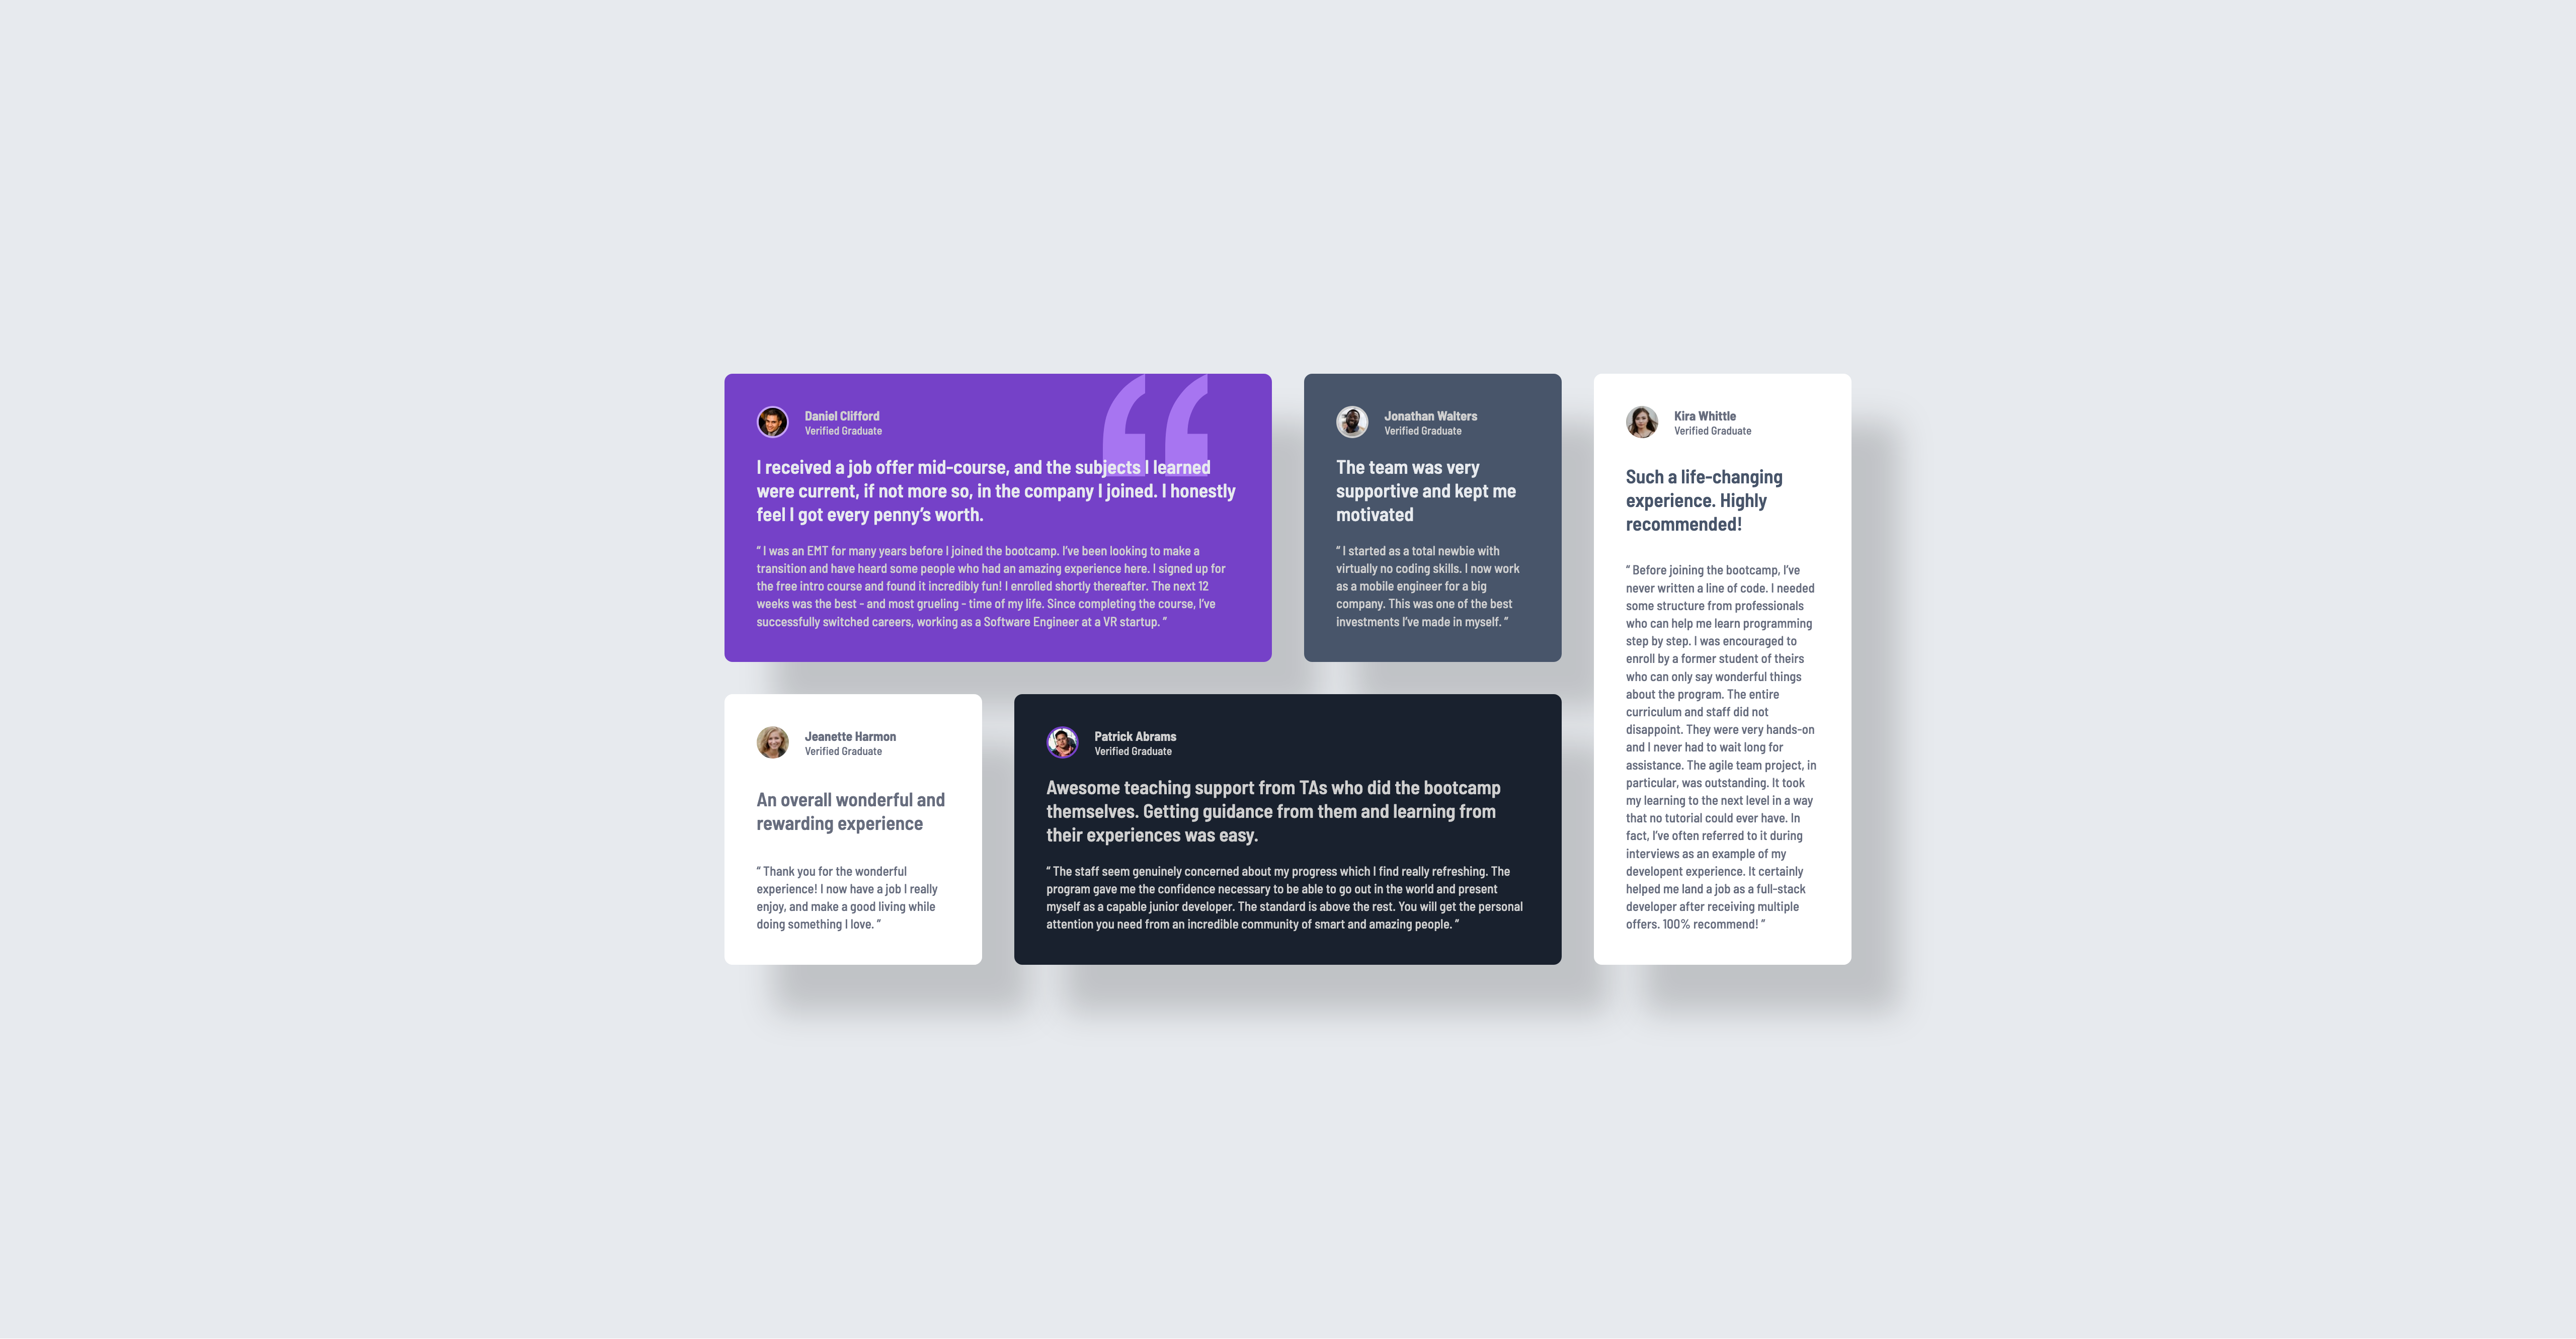 Daniel Clifford
Verified Graduate
I received a job offer mid-course, and the subjects I learned
were current, if not more so, in the company I joined. I honestly
feel I got every penny’s worth.
“ I was an EMT for many years before I joined the bootcamp. I’ve been looking to make a
transition and have heard some people who had an amazing experience here. I signed up for
the free intro course and found it incredibly fun! I enrolled shortly thereafter. The next 12
weeks was the best - and most grueling - time of my life. Since completing the course, I’ve
successfully switched careers, working as a Software Engineer at a VR startup. ”
Jonathan Walters
Verified Graduate
The team was very
supportive and kept me
motivated
“ I started as a total newbie with
virtually no coding skills. I now work
as a mobile engineer for a big
company. This was one of the best
investments I’ve made in myself. ”
Kira Whittle
Verified Graduate
Such a life-changing
experience. Highly
recommended!
“ Before joining the bootcamp, I’ve
never written a line of code. I needed
some structure from professionals
who can help me learn programming
step by step. I was encouraged to
enroll by a former student of theirs
who can only say wonderful things
about the program. The entire
curriculum and staff did not
disappoint. They were very hands-on
and I never had to wait long for
assistance. The agile team project, in
particular, was outstanding. It took
my learning to the next level in a way
that no tutorial could ever have. In
fact, I’ve often referred to it during
interviews as an example of my
developent experience. It certainly
helped me land a job as a full-stack
developer after receiving multiple
offers. 100% recommend! ”
Jeanette Harmon
Verified Graduate
An overall wonderful and
rewarding experience
“ Thank you for the wonderful
experience! I now have a job I really
enjoy, and make a good living while
doing something I love. ”
Patrick Abrams
Verified Graduate
Awesome teaching support from TAs who did the bootcamp
themselves. Getting guidance from them and learning from
their experiences was easy.
“ The staff seem genuinely concerned about my progress which I find really refreshing. The
program gave me the confidence necessary to be able to go out in the world and present
myself as a capable junior developer. The standard is above the rest. You will get the personal
attention you need from an incredible community of smart and amazing people. ”